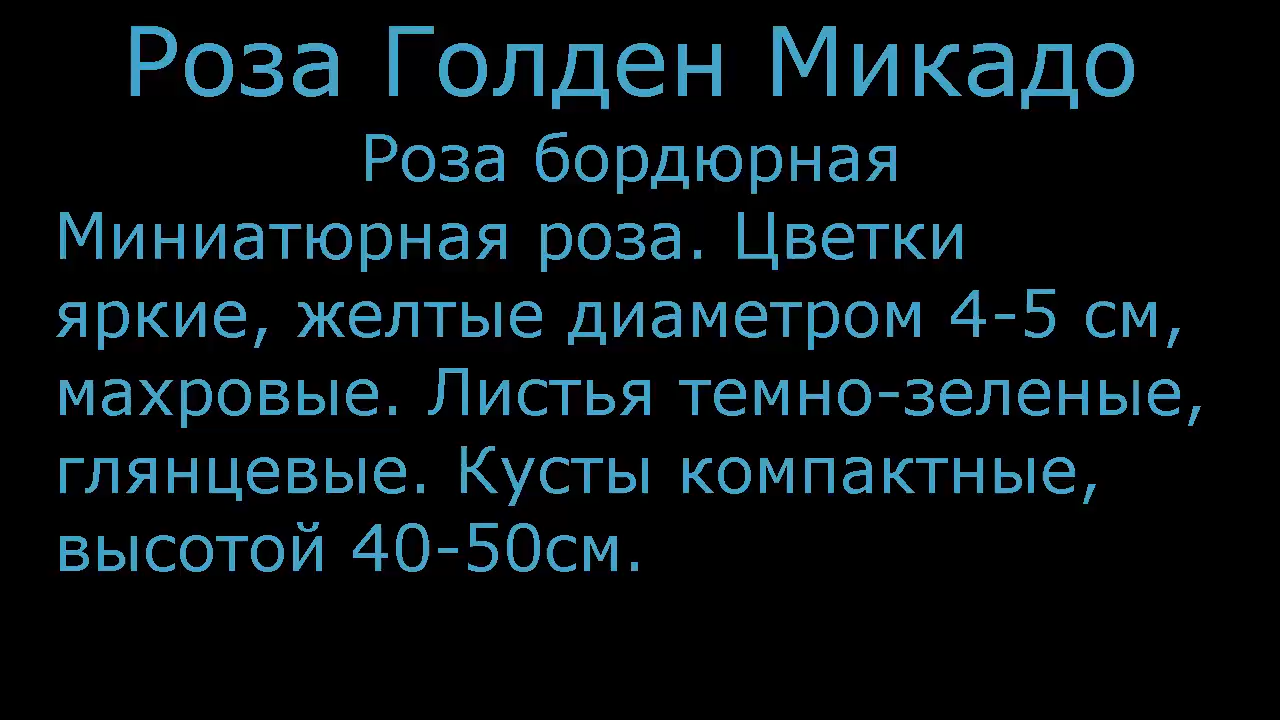 Роза Голден Микадо
Роза бордюрная
Миниатюрная роза. Цветки
яркие, желтые диаметром 4-5 см,
махровые. Листья темно-зеленые,
глянцевые. Кусты компактные,
высотой 40-50см.